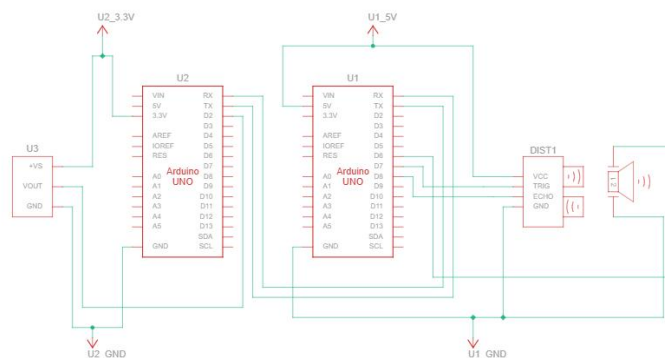 U2_3.3V
U1_5V
U2
VIN
5V
3.3V
AREF
IOREF
RES
A0
A1
A2
A3
A4
A5
GND
Arduino
UNO
RX
TX
D2
D3
D4
D5
D6
D7
D8
D9
D10
D11
D12
D13
SDA
SCL
U1
VIN
5V
3.3V
AREF
IOREF
RES
A0
A1
A2
A3
A4
A5
GND
Arduino
UNO
RX
TX
D2
D3
D4
D5
D6
D7
D8
D9
D10
D11
D12
D13
SDA
SCL
U3
+VS
VOUT
GND
DIST1
VCC
TRIG
ECHO
GND
U2_GND
U1_GND